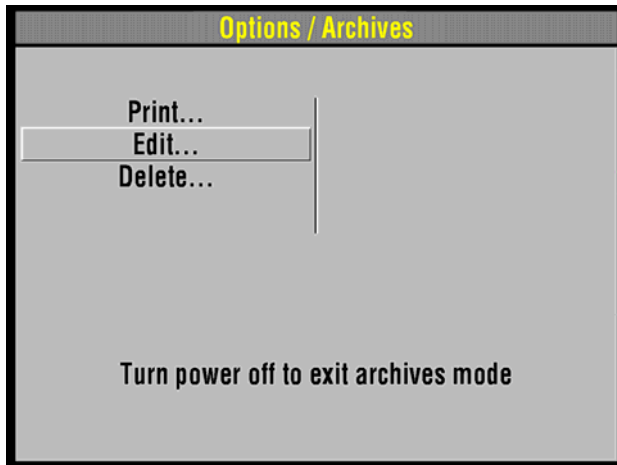 Options / Archives
Print...
Edit...
Delete...
Turn power off to exit archives mode